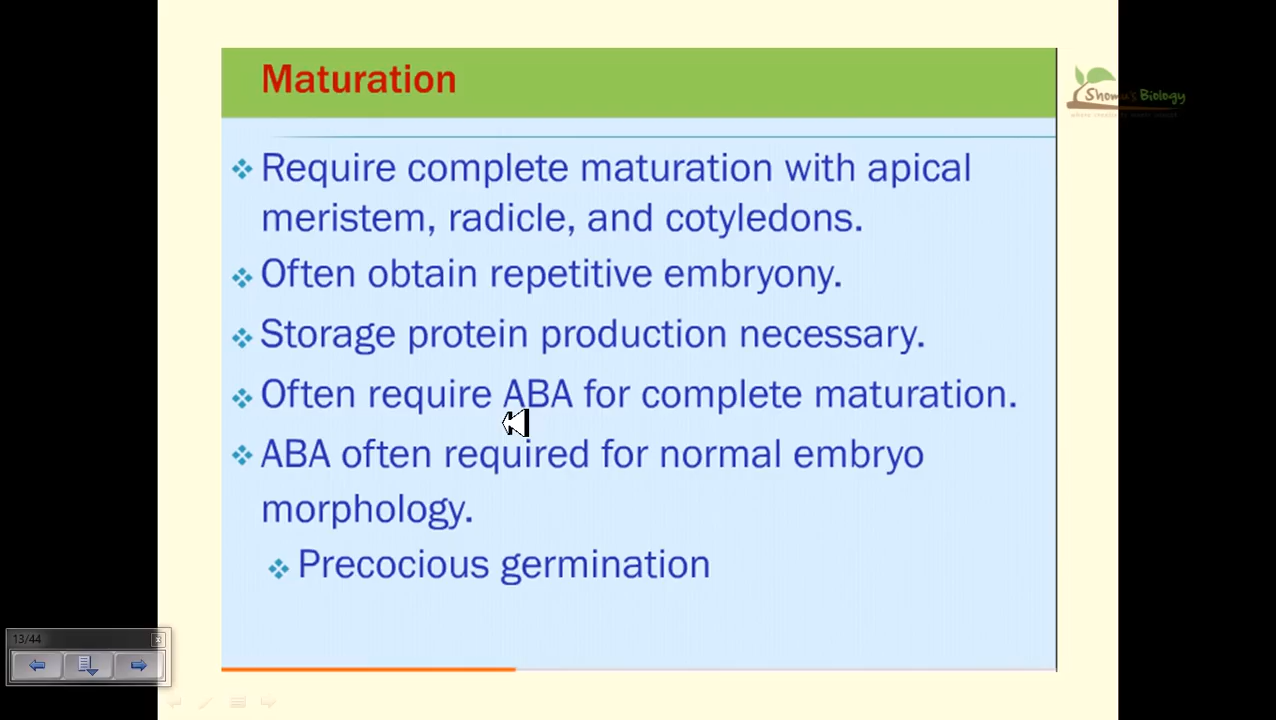 Maturation
Shomu's Biology
Require complete maturation with apical
meristem, radicle, and cotyledons.
Often obtain repetitive embryony.
Storage protein production necessary.
Often require ABA for complete maturation.
ABA often required for normal embryo
morphology.
Precocious germination
13/44